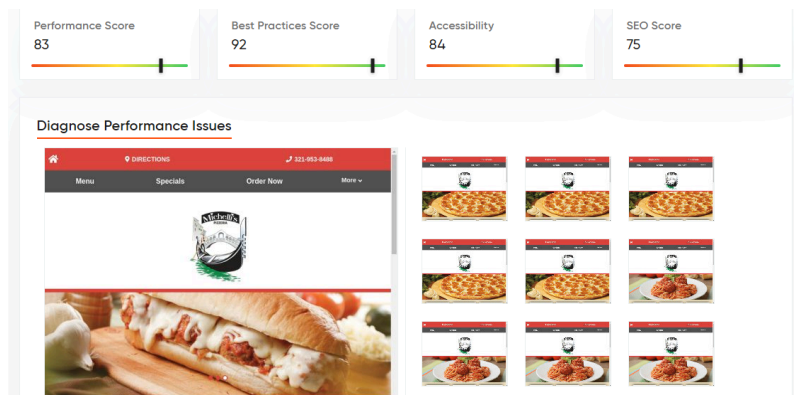 Performance Score
83
Best Practices Score
92
Accessibility
84
SEO Score
75
Diagnose Performance Issues
DIRECTIONS
321-953-8488
Menu
Specials
Order Now
More
Michelli's